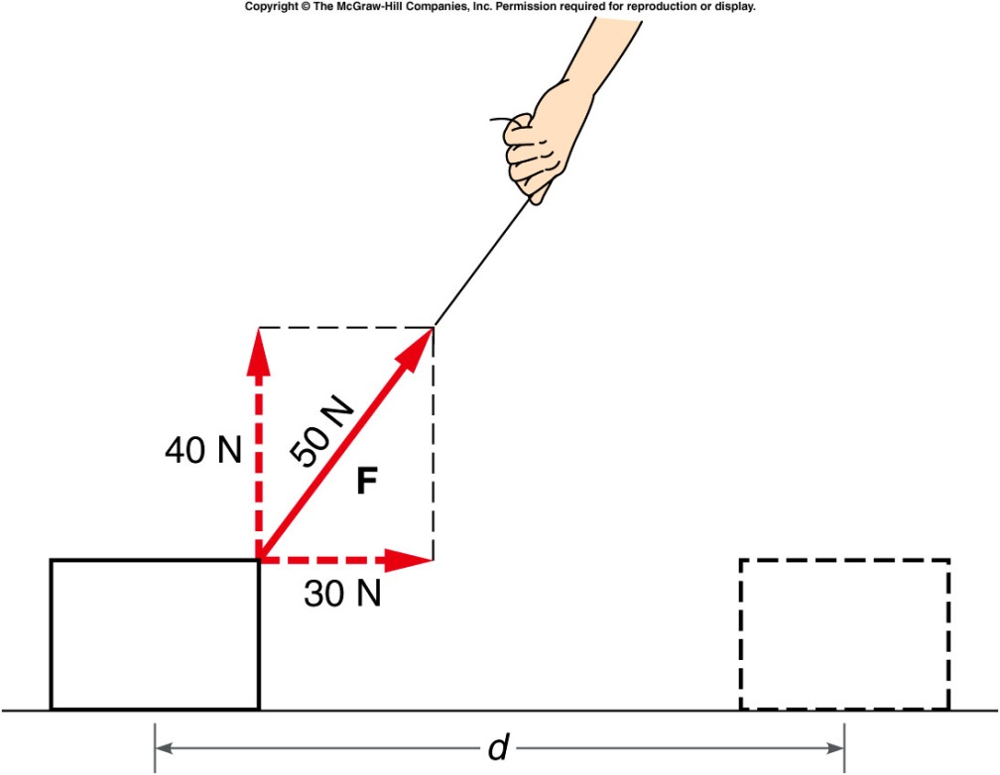 Copyright © The McGraw-Hill Companies, Inc. Permission required for reproduction or display.
40 N
50 N
F
30 N
d